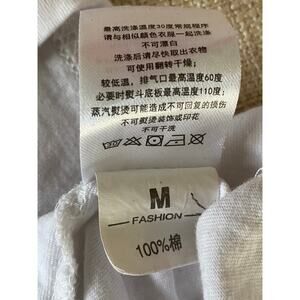 最高洗涤温度30度常规程序
请与相似颜色衣服一起洗涤
不可漂白
洗涤后请尽快取出衣物
可使用翻转干燥;
较低温，排气口最高温度60度
必要时熨斗底板最高温度110度;
蒸汽熨烫可能造成不可回复的损伤
不可熨烫装饰或印花
不可干洗
M
FASHION
100%棉